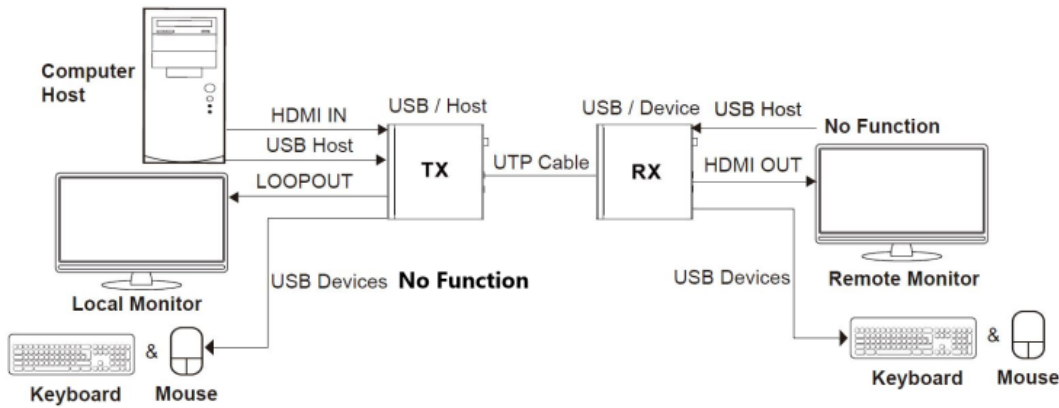 Computer
Host
HDMI IN
USB Host
LOOPOUT
USB / Host
TX
UTP Cable
USB / Device
RX
USB Host
No Function
HDMI OUT
USB Devices No Function
USB Devices
Local Monitor
Remote Monitor
&
Keyboard Mouse
&
Keyboard Mouse